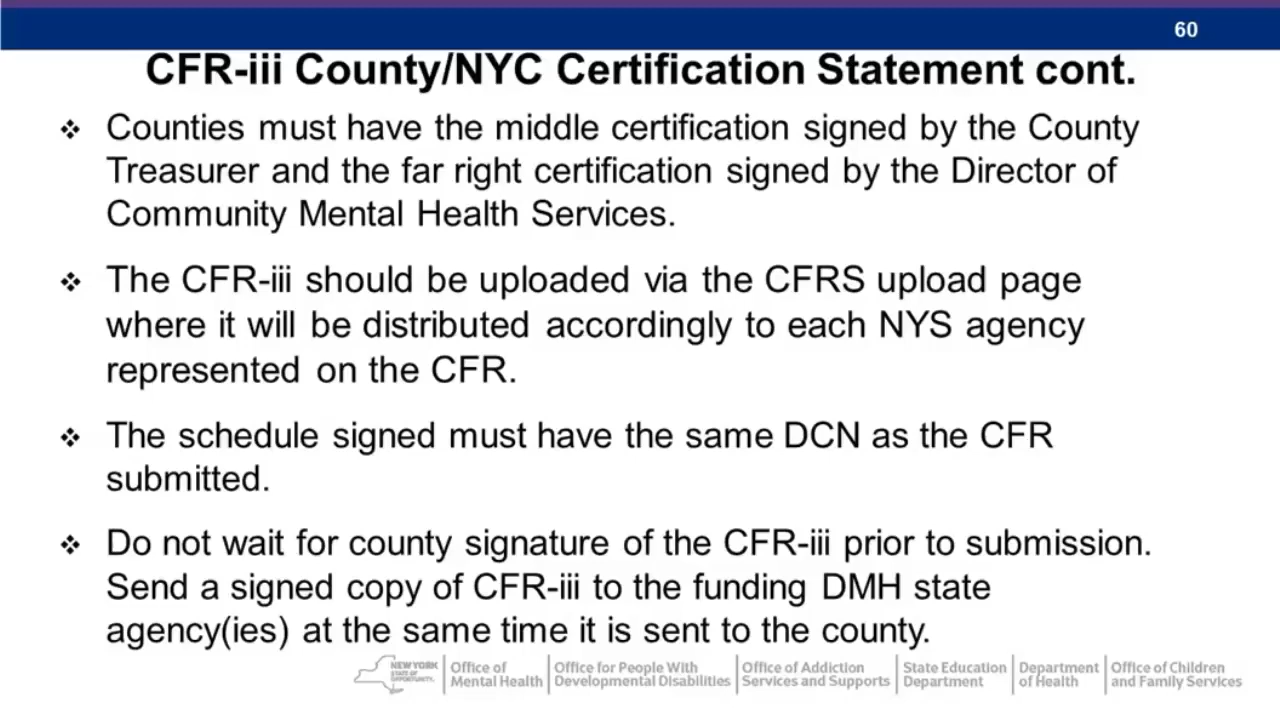 60
CFR-iii County/NYC Certification Statement cont.
❖ Counties must have the middle certification signed by the County
Treasurer and the far right certification signed by the Director of
Community Mental Health Services.
❖ The CFR-iii should be uploaded via the CFRS upload page
where it will be distributed accordingly to each NYS agency
represented on the CFR.
❖ The schedule signed must have the same DCN as the CFR
submitted.
❖ Do not wait for county signature of the CFR-iii prior to submission.
Send a signed copy of CFR-iii to the funding DMH state
agency(ies) at the same time it is sent to the county.
NEW YORK
STATE OF
OPPORTUNITY.
Office of
Mental Health
Office for People With
Developmental Disabilities
Office of Addiction
Services and Supports
State Education
Department
Department
of Health
Office of Children
and Family Services